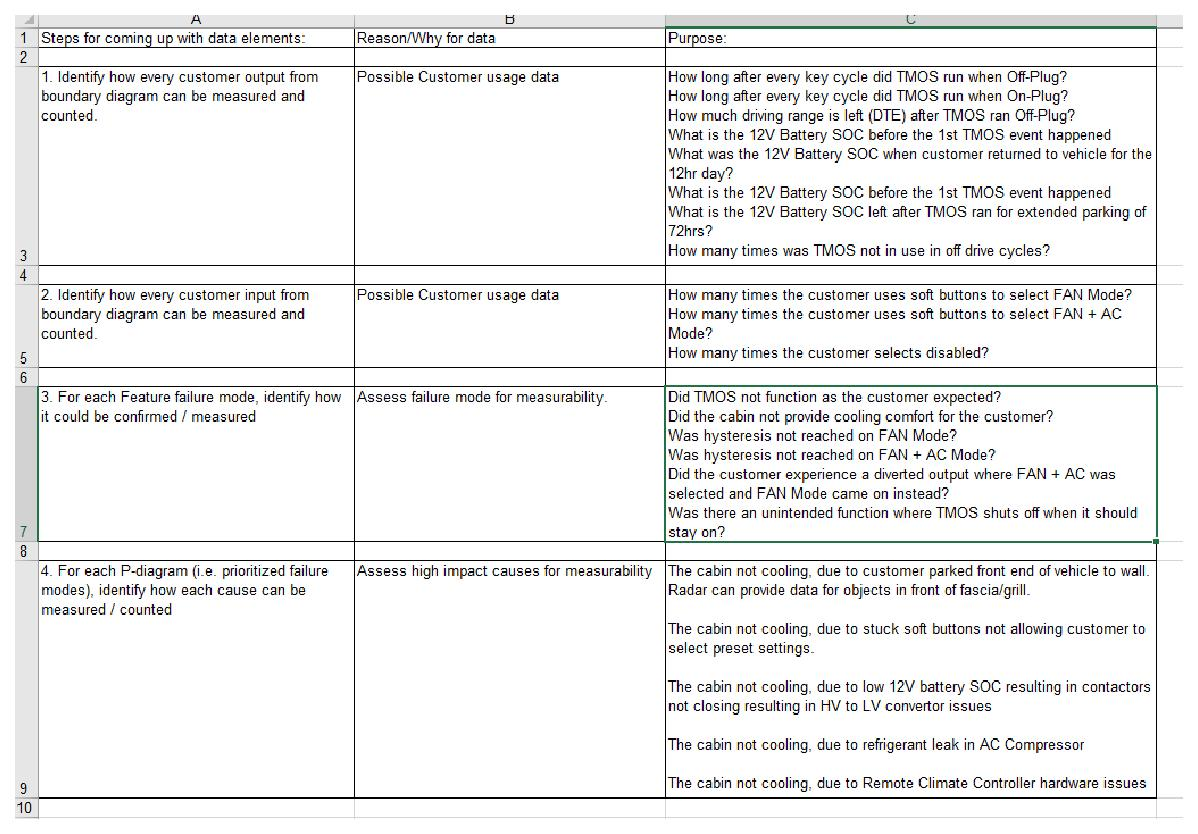 A B C
1 Steps for coming up with data elements: Reason/Why for data Purpose:
2
1. Identify how every customer output from Possible Customer usage data How long after every key cycle did TMOS run when Off-Plug?
boundary diagram can be measured and How long after every key cycle did TMOS run when On-Plug?
counted. How much driving range is left (DTE) after TMOS ran Off-Plug?
What is the 12V Battery SOC before the 1st TMOS event happened
What was the 12V Battery SOC when customer returned to vehicle for the
12hr day?
What is the 12V Battery SOC before the 1st TMOS event happened
What is the 12V Battery SOC left after TMOS ran for extended parking of
72hrs?
3 How many times was TMOS not in use in off drive cycles?
4
2. Identify how every customer input from Possible Customer usage data How many times the customer uses soft buttons to select FAN Mode?
boundary diagram can be measured and How many times the customer uses soft buttons to select FAN + AC
counted. Mode?
5 How many times the customer selects disabled?
6
3. For each Feature failure mode, identify how Assess failure mode for measurability. Did TMOS not function as the customer expected?
it could be confirmed / measured Did the cabin not provide cooling comfort for the customer?
Was hysteresis not reached on FAN Mode?
Was hysteresis not reached on FAN + AC Mode?
Did the customer experience a diverted output where FAN + AC was
selected and FAN Mode came on instead?
Was there an unintended function where TMOS shuts off when it should
7 stay on?
8
4. For each P-diagram (i.e. prioritized failure Assess high impact causes for measurability The cabin not cooling, due to customer parked front end of vehicle to wall.
modes), identify how each cause can be Radar can provide data for objects in front of fascia/grill.
measured / counted
The cabin not cooling, due to stuck soft buttons not allowing customer to
select preset settings.
The cabin not cooling, due to low 12V battery SOC resulting in contactors
not closing resulting in HV to LV convertor issues
The cabin not cooling, due to refrigerant leak in AC Compressor
9 The cabin not cooling, due to Remote Climate Controller hardware issues
10